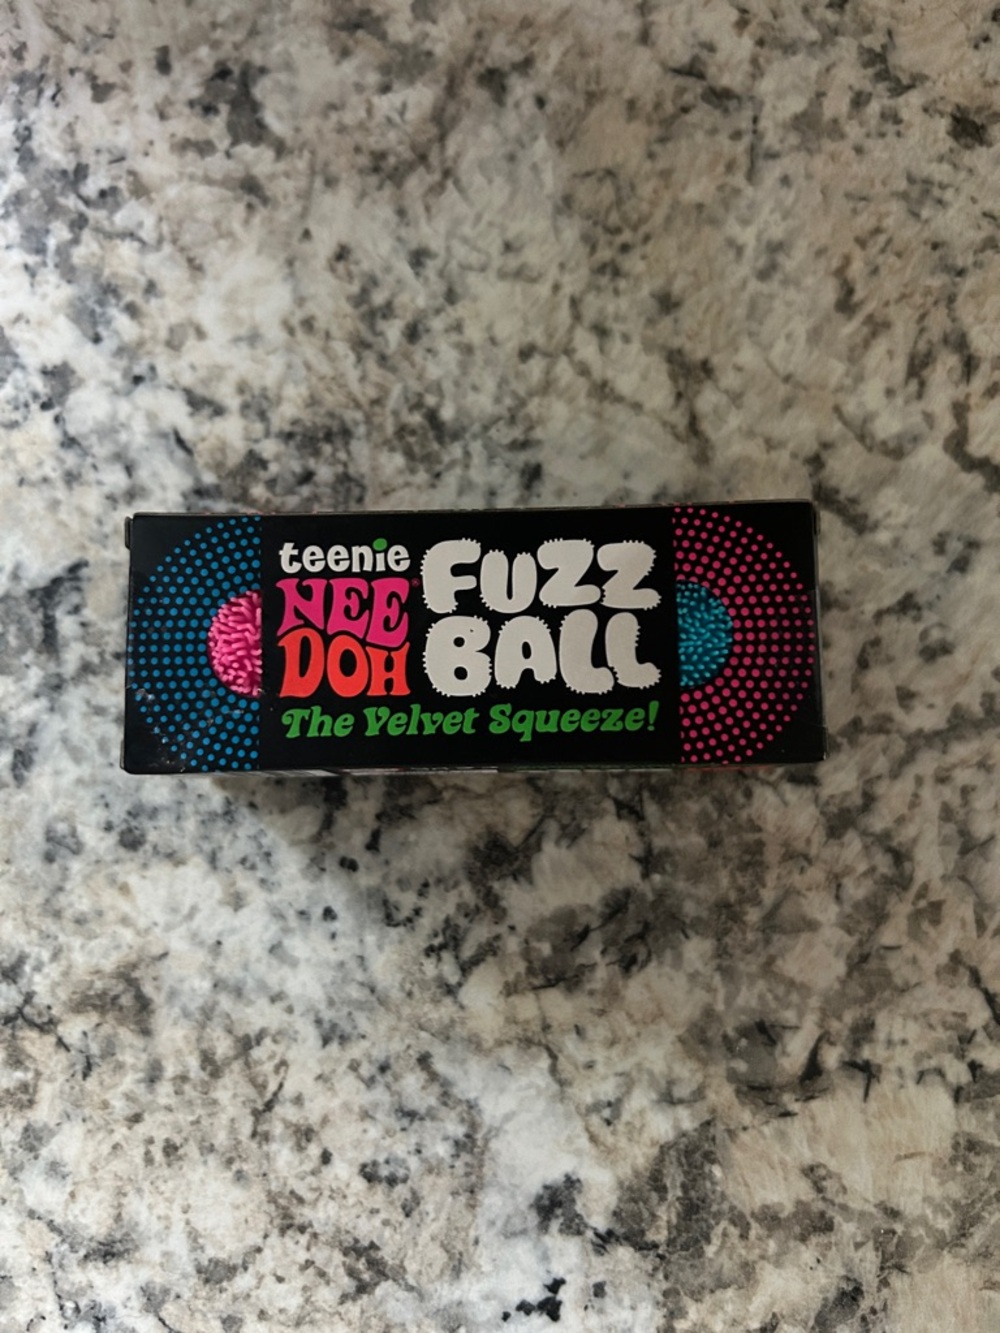 teenie
NEE
DOH®
FUZZ
BALL
The Velvet Squeeze!